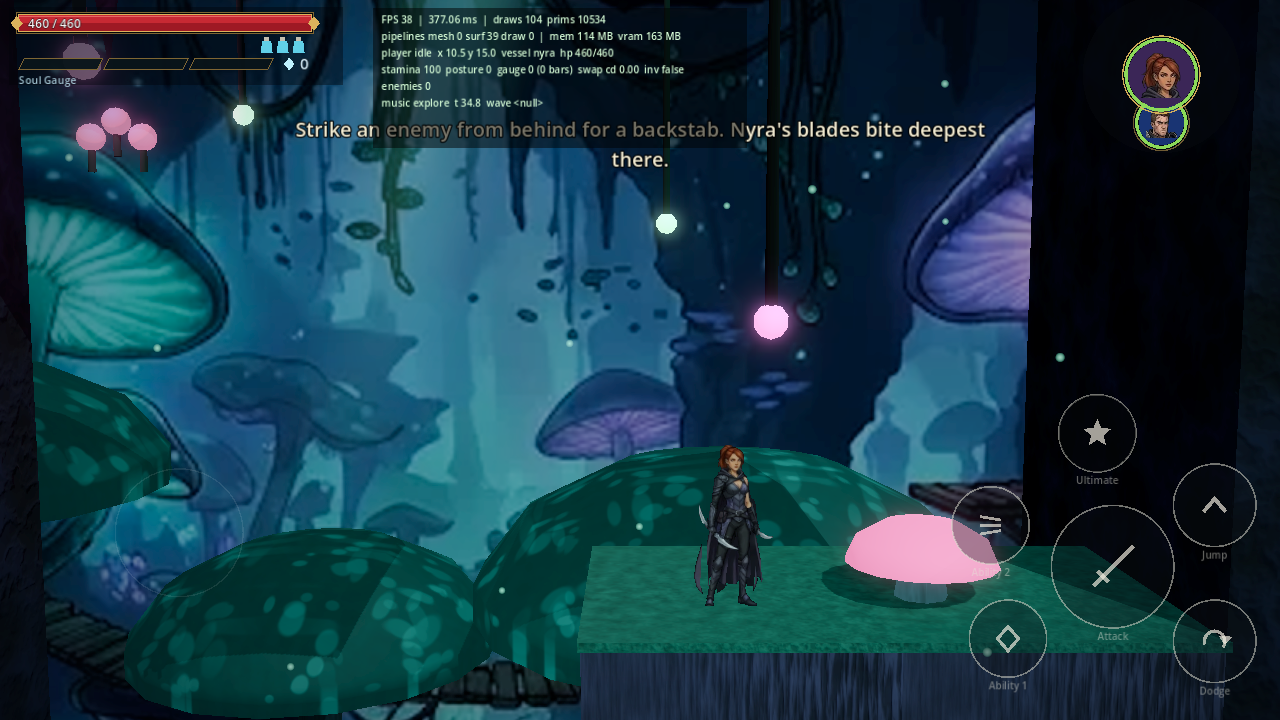 460 / 460
Soul Gauge
0
FPS 38 | 377.06 ms | draws 104 prims 10534
pipelines mesh 0 surf 39 draw 0 | mem 114 MB vram 163 MB
player idle x 10.5 y 15.0 vessel nyra hp 460/460
stamina 100 posture 0 gauge 0 (0 bars) swap cd 0.00 inv false
enemies 0
music explore t 34.8 wave <null>
Strike an enemy from behind for a backstab. Nyra's blades bite deepest
there.
Ultimate
Jump
Ability 2
Attack
Ability 1
Dodge